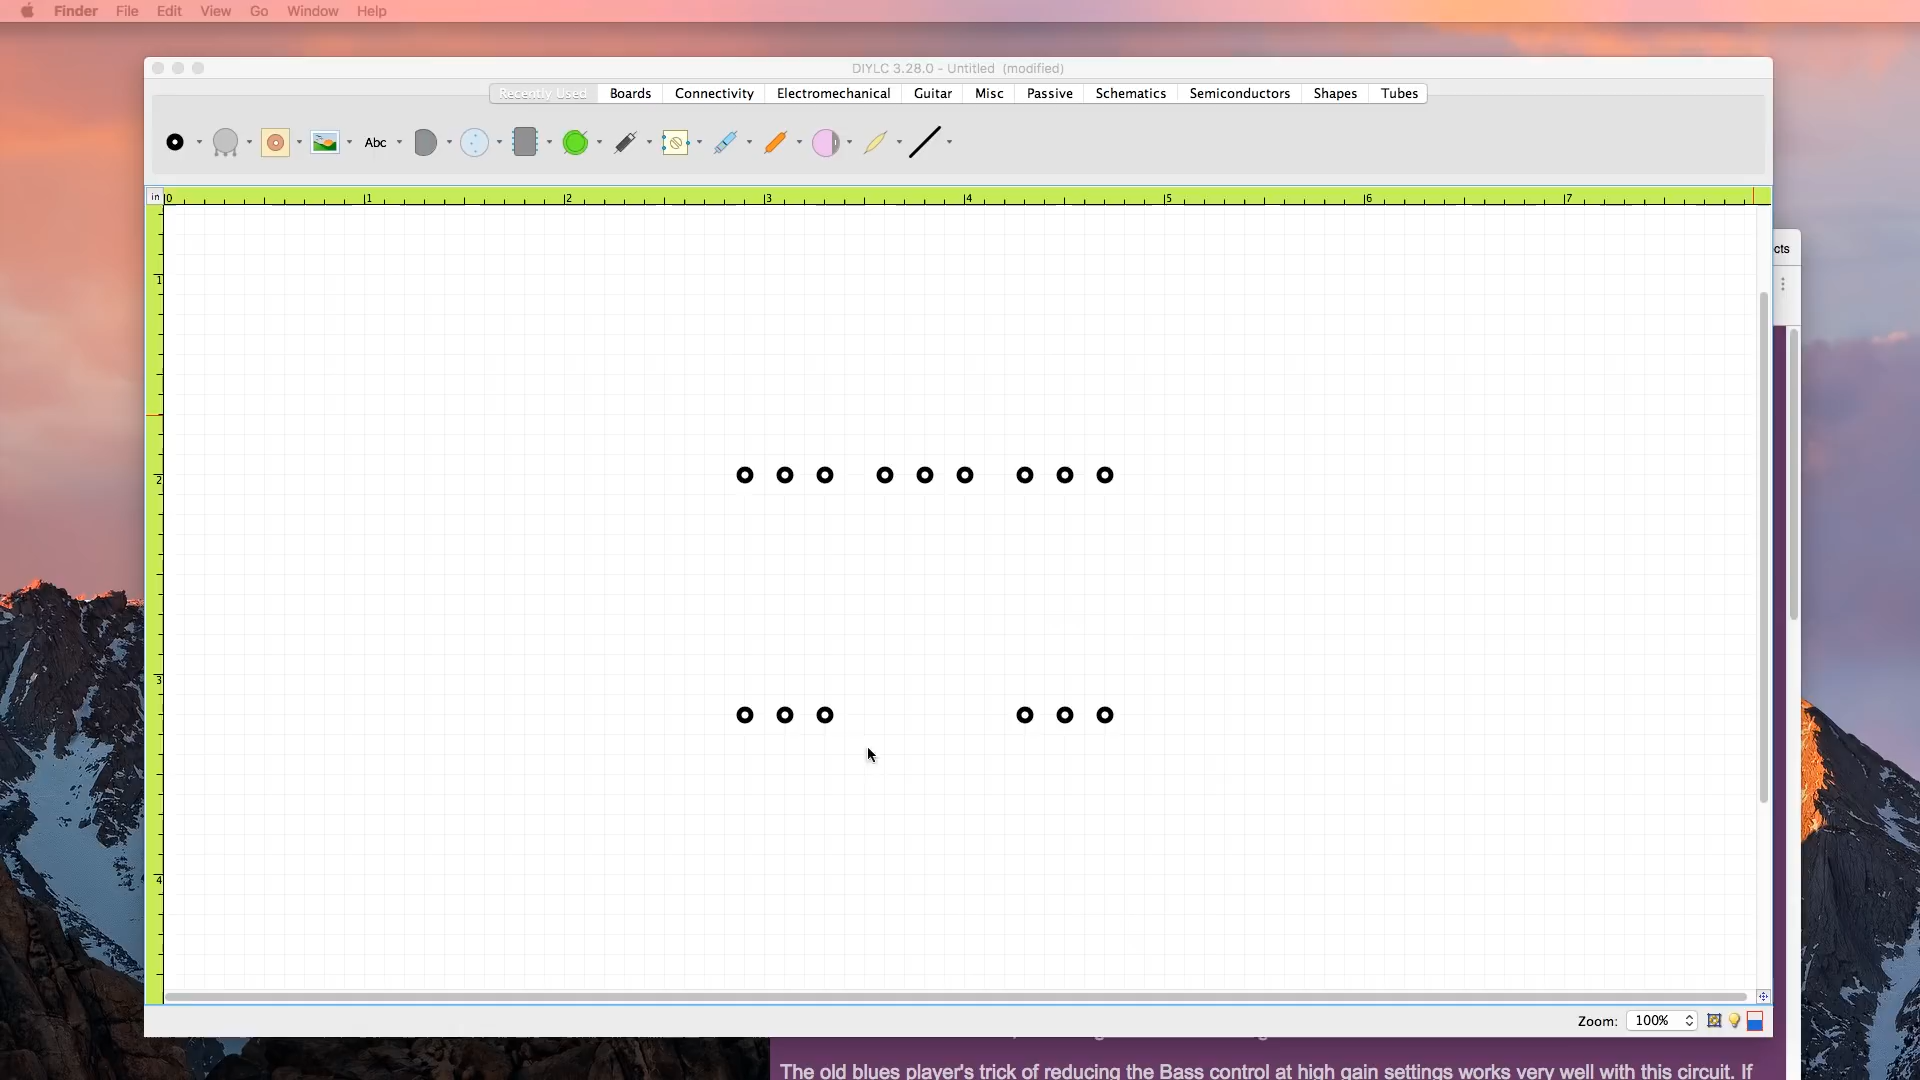 Finder File Edit View Go Window Help
DIYLC 3.28.0 - Untitled (modified)
Recently Used Boards Connectivity Electromechanical Guitar Misc Passive Schematics Semiconductors Shapes Tubes
Abc
in 0 1 2 3 4 5 6 7
cts
1
2
3
4
Zoom: 100%
The old blues player's trick of reducing the Bass control at high gain settings works very well with this circuit. If